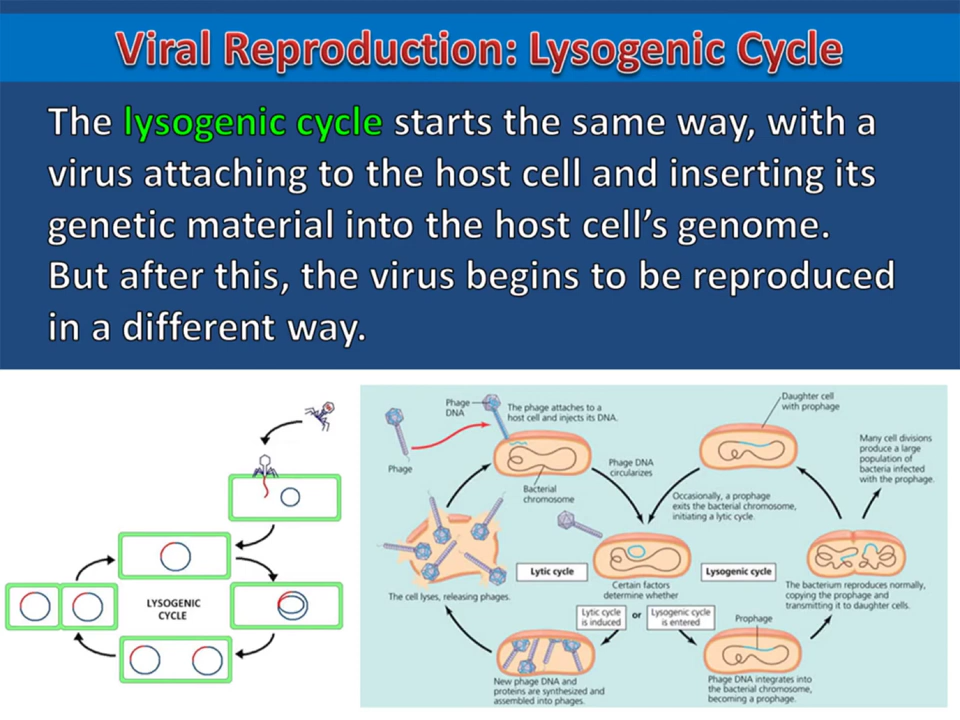 Viral Reproduction: Lysogenic Cycle
The lysogenic cycle starts the same way, with a
virus attaching to the host cell and inserting its
genetic material into the host cell’s genome.
But after this, the virus begins to be reproduced
in a different way.
LYSOGENIC
CYCLE
Phage
DNA
The phage attaches to a
host cell and injects its DNA.
Phage
Bacterial
chromosome
Phage DNA
circularizes
Daughter cell
with prophage
Many cell divisions
produce a large
population of
bacteria infected
with the prophage.
Occasionally, a prophage
exits the bacterial chromosome,
initiating a lytic cycle.
Lytic cycle
Lysogenic cycle
The cell lyses, releasing phages.
Certain factors
determine whether
The bacterium reproduces normally,
copying the prophage and
transmitting it to daughter cells.
Lytic cycle
is induced
or
Lysogenic cycle
is entered
Prophage
New phage DNA and
proteins are synthesized and
assembled into phages.
Phage DNA integrates into
the bacterial chromosome,
becoming a prophage.